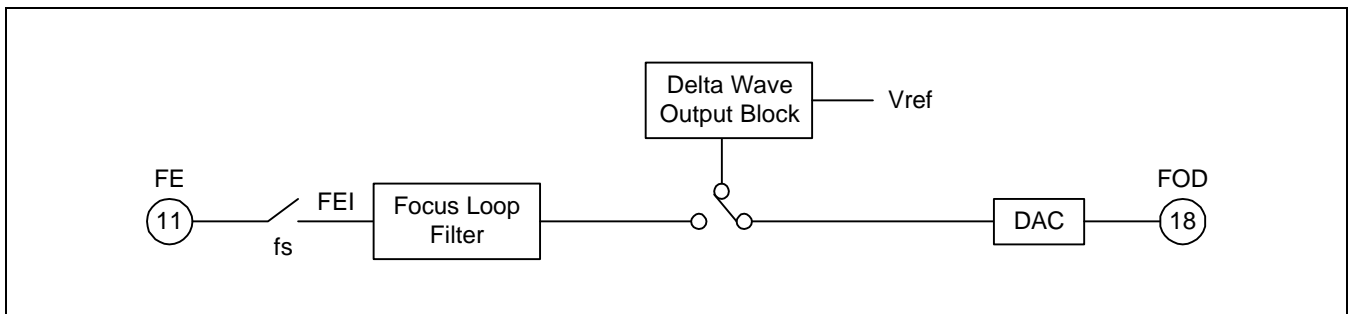 Delta Wave
Output Block
Vref
FE
11
fs
FEI
Focus Loop
Filter
DAC
FOD
18